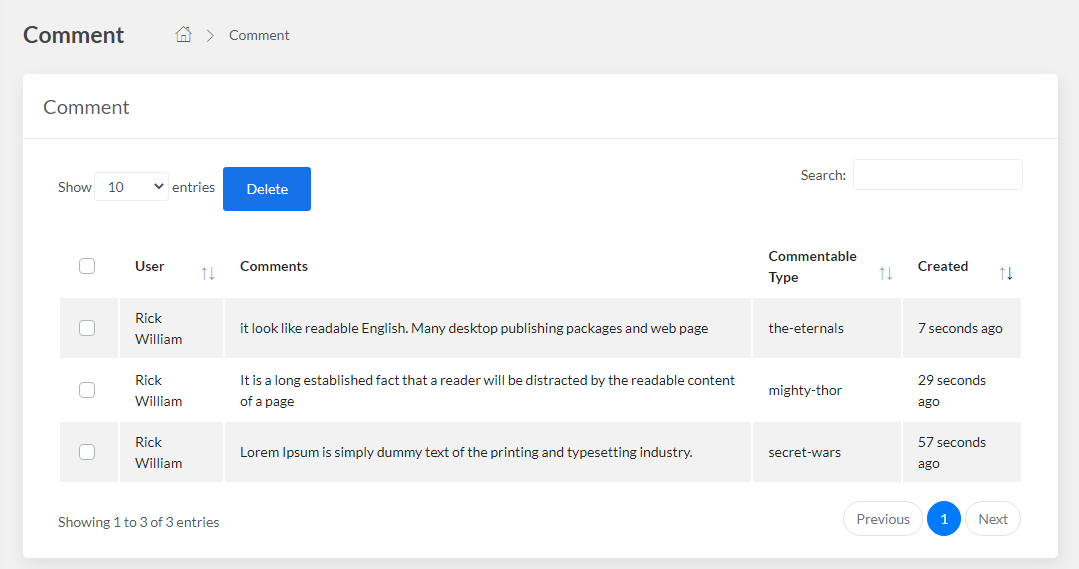 Comment
Comment
Comment
Show 10 entries Delete Search:
User Comments Commentable Type Created
Rick William it look like readable English. Many desktop publishing packages and web page the-eternals 7 seconds ago
Rick William It is a long established fact that a reader will be distracted by the readable content of a page mighty-thor 29 seconds ago
Rick William Lorem Ipsum is simply dummy text of the printing and typesetting industry. secret-wars 57 seconds ago
Showing 1 to 3 of 3 entries Previous 1 Next